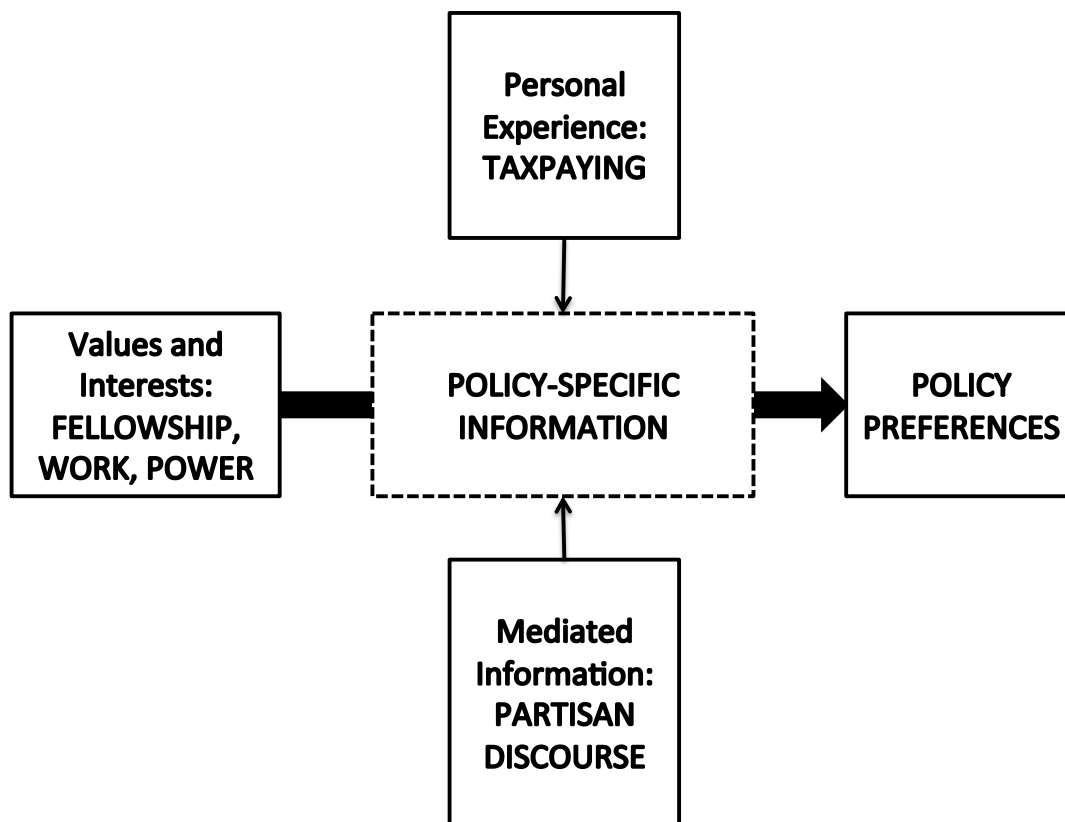 Personal
Experience:
TAXPAYING
Values and
Interests:
FELLOWSHIP,
WORK, POWER
POLICY-SPECIFIC
INFORMATION
POLICY
PREFERENCES
Mediated
Information:
PARTISAN
DISCOURSE